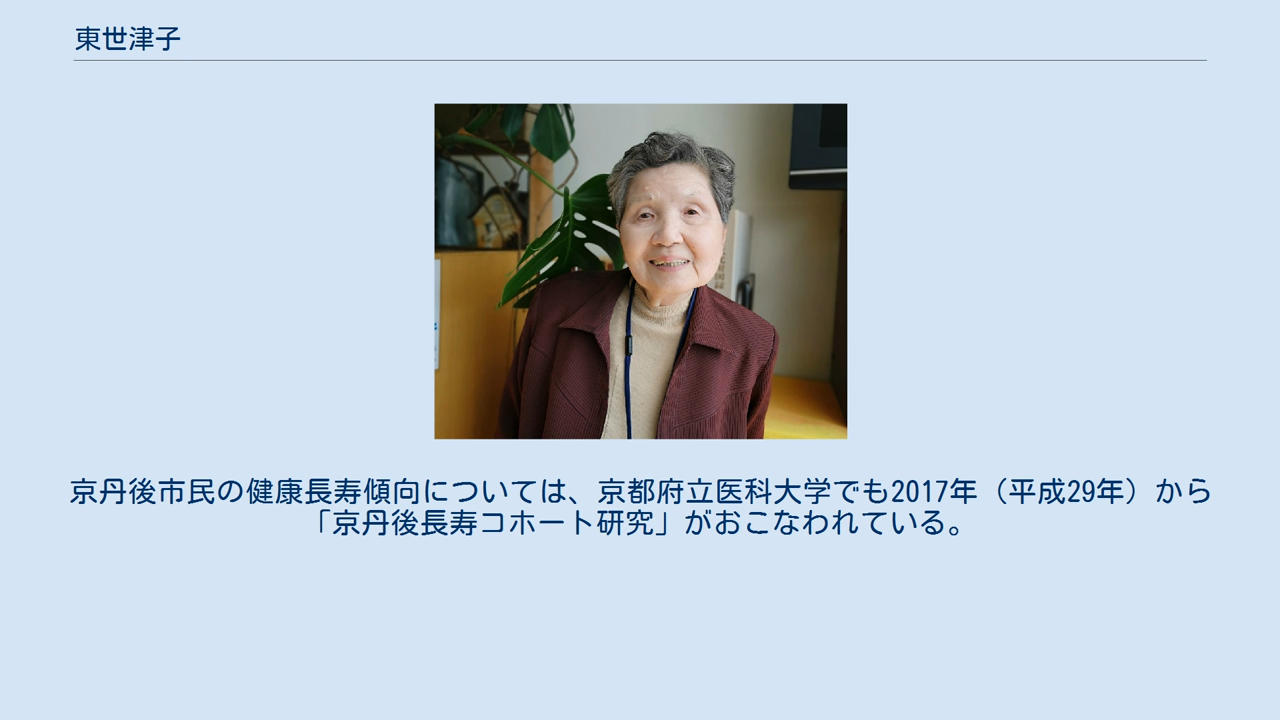 東世津子
京丹後市民の健康長寿傾向については、京都府立医科大学でも2017年（平成29年）から
「京丹後長寿コホート研究」がおこなわれている。